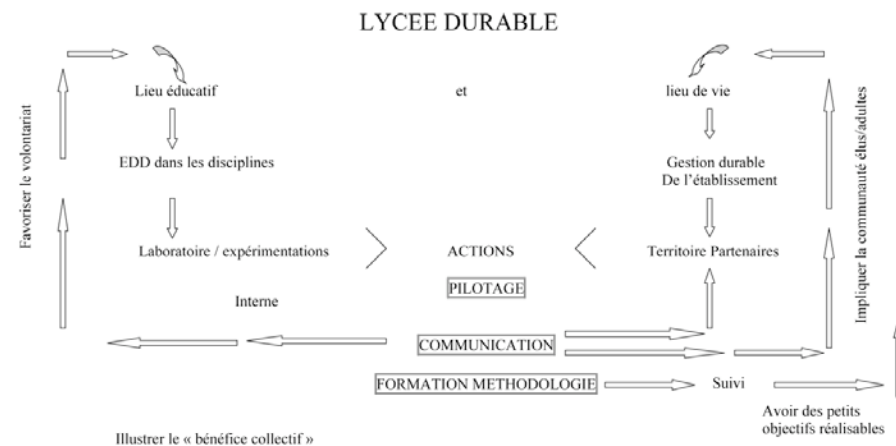 LYCEE DURABLE
Lieu éducatif
et
lieu de vie
EDD dans les disciplines
Gestion durable
De l'établissement
Laboratoire / expérimentations
ACTIONS
Territoire Partenaires
PILOTAGE
Interne
COMMUNICATION
FORMATION METHODOLOGIE
Suivi
Avoir des petits
objectifs réalisables
Illustrer le « bénéfice collectif »
Favoriser le volontariat
Impliquer la communauté élus/adultes